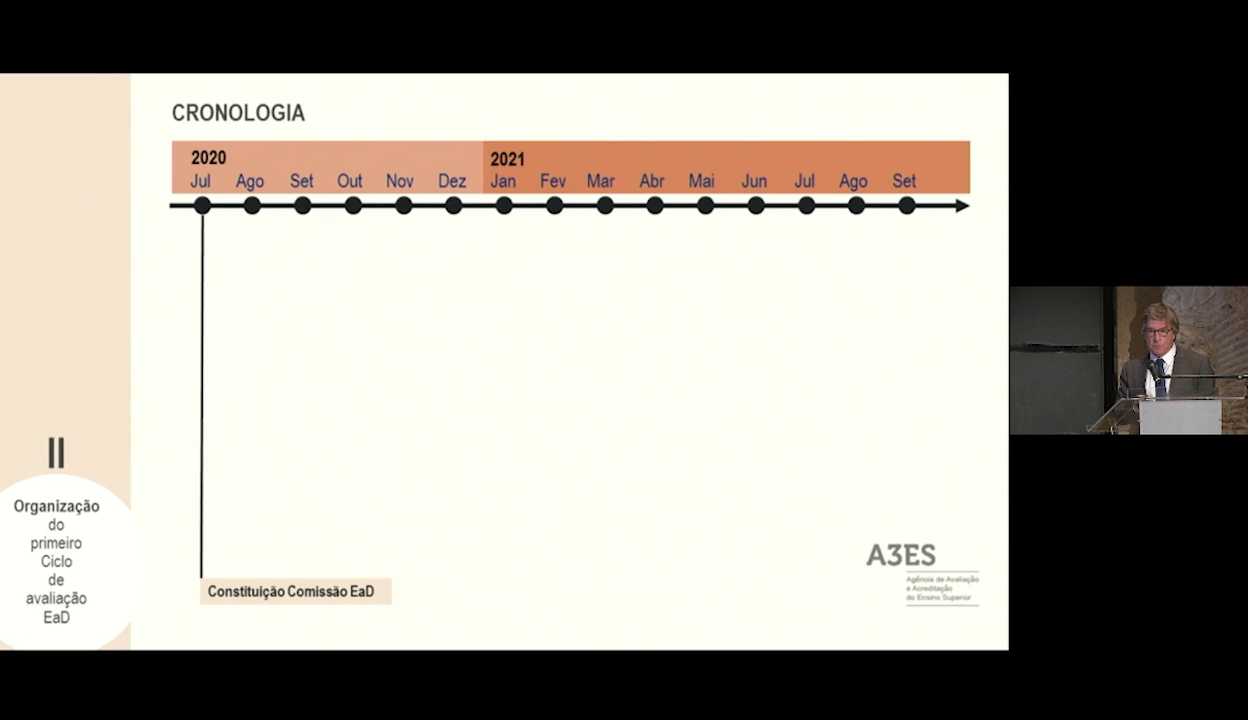 CRONOLOGIA
2020
2021
Jul Ago Set Out Nov Dez Jan Fev Mar Abr Mai Jun Jul Ago Set
II
Organização
do
primeiro
Ciclo
de
avaliação
EaD
Constituição Comissão EaD
A3ES
Agência de Avaliação
e Acreditação
do Ensino Superior